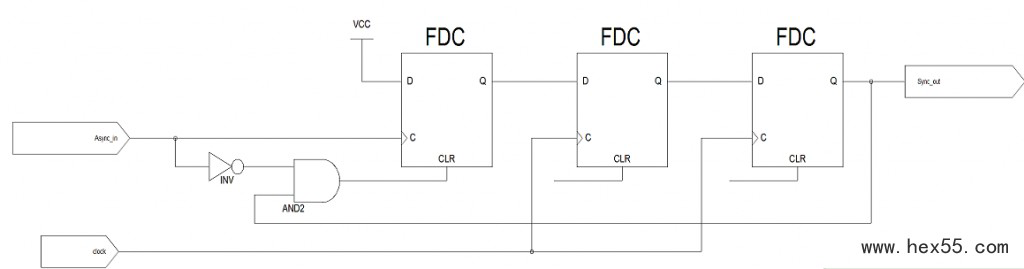 VCC
FDC
FDC
FDC
D
Q
D
Q
D
Q
Sync_out
Async_in
C
C
C
CLR
CLR
CLR
INV
AND2
clock
www.hex55.com